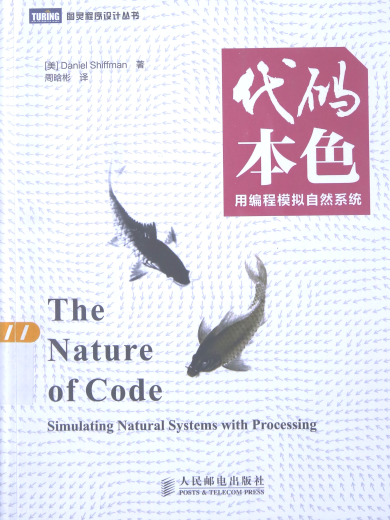 TURING 图灵程序设计丛书
[美] Daniel Shiffman 著
周晗彬 译
代码
本色
用编程模拟自然系统
The
Nature
of Code
Simulating Natural Systems with Processing
人民邮电出版社
POSTS & TELECOM PRESS